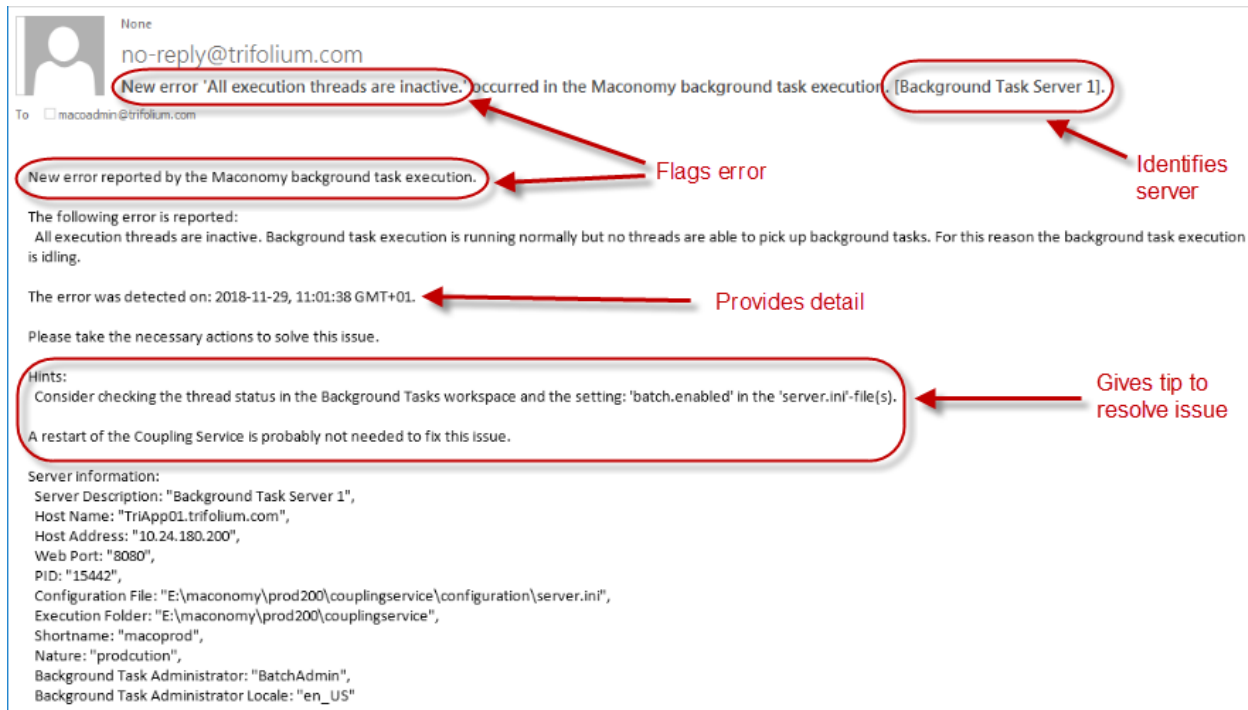 None
no-reply@trifolium.com
New error 'All execution threads are inactive.' occurred in the Maconomy background task execution. [Background Task Server 1].
To macoadmin@trifolium.com
Identifies
server
Flags error
New error reported by the Maconomy background task execution.
The following error is reported:
All execution threads are inactive. Background task execution is running normally but no threads are able to pick up background tasks. For this reason the background task execution
is idling.
The error was detected on: 2018-11-29, 11:01:38 GMT+01.
Provides detail
Please take the necessary actions to solve this issue.
Hints:
Consider checking the thread status in the Background Tasks workspace and the setting: 'batch.enabled' in the 'server.ini'-file(s).
Gives tip to
resolve issue
A restart of the Coupling Service is probably not needed to fix this issue.
Server information:
Server Description: "Background Task Server 1",
Host Name: "TriApp01.trifolium.com",
Host Address: "10.24.180.200",
Web Port: "8080",
PID: "15442",
Configuration File: "E:\maconomy\prod200\couplingservice\configuration\server.ini",
Execution Folder: "E:\maconomy\prod200\couplingservice",
Shortname: "macoprod",
Nature: "prodcution",
Background Task Administrator: "BatchAdmin",
Background Task Administrator Locale: "en_US"